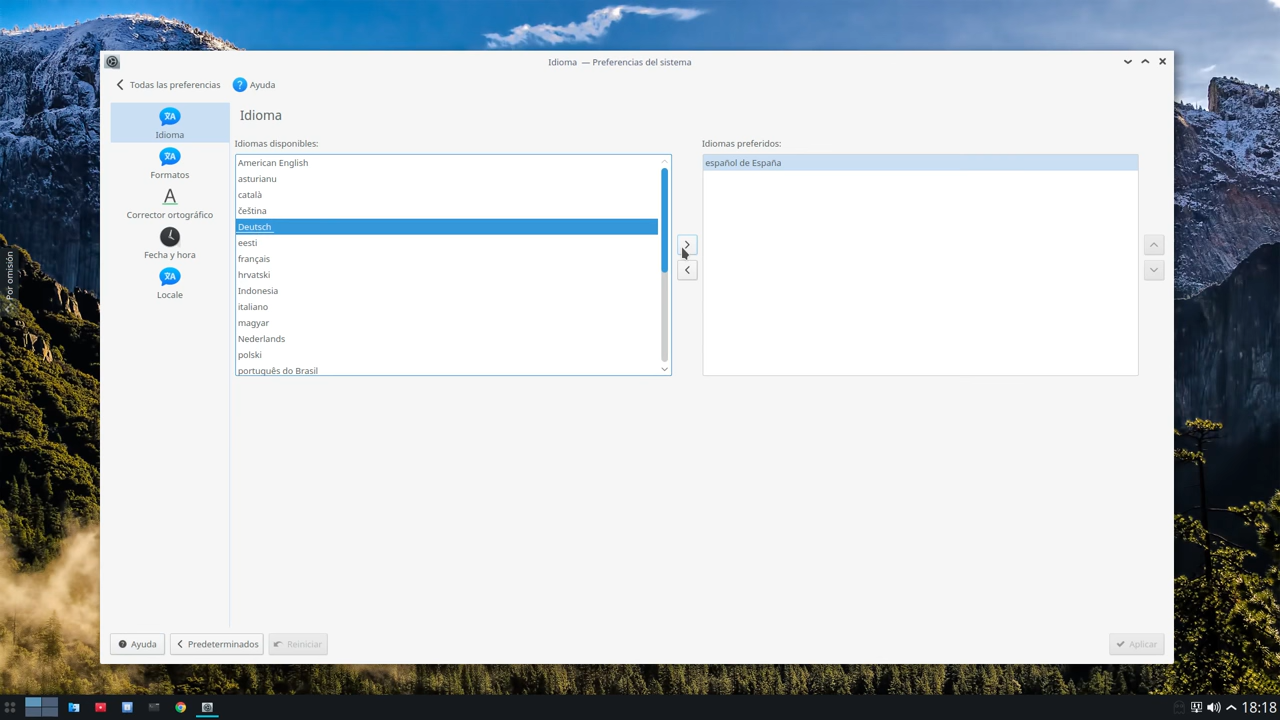 Idioma — Preferencias del sistema
Todas las preferencias
Ayuda
Idioma
Formatos
Corrector ortográfico
Fecha y hora
Locale
Idioma
Idiomas disponibles:
American English
asturianu
català
čeština
Deutsch
eesti
français
hrvatski
Indonesia
italiano
magyar
Nederlands
polski
português do Brasil
Idiomas preferidos:
español de España
Por omisión
Ayuda
Predeterminados
Reiniciar
Aplicar
18:18